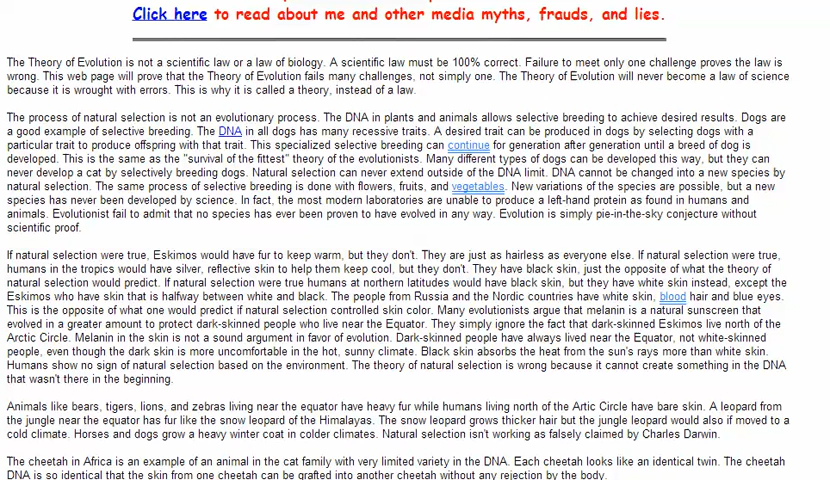 Click here to read about me and other media myths, frauds, and lies.
The Theory of Evolution is not a scientific law or a law of biology. A scientific law must be 100% correct. Failure to meet only one challenge proves the law is
wrong. This web page will prove that the Theory of Evolution fails many challenges, not simply one. The Theory of Evolution will never become a law of science
because it is wrought with errors. This is why it is called a theory, instead of a law.
The process of natural selection is not an evolutionary process. The DNA in plants and animals allows selective breeding to achieve desired results. Dogs are
a good example of selective breeding. The DNA in all dogs has many recessive traits. A desired trait can be produced in dogs by selecting dogs with a
particular trait to produce offspring with that trait. This specialized selective breeding can continue for generation after generation until a breed of dog is
developed. This is the same as the "survival of the fittest" theory of the evolutionists. Many different types of dogs can be developed this way, but they can
never develop a cat by selectively breeding dogs. Natural selection can never extend outside of the DNA limit. DNA cannot be changed into a new species by
natural selection. The same process of selective breeding is done with flowers, fruits, and vegetables. New variations of the species are possible, but a new
species has never been developed by science. In fact, the most modern laboratories are unable to produce a left-hand protein as found in humans and
animals. Evolutionist fail to admit that no species has ever been proven to have evolved in any way. Evolution is simply pie-in-the-sky conjecture without
scientific proof.
If natural selection were true, Eskimos would have fur to keep warm, but they don't. They are just as hairless as everyone else. If natural selection were true,
humans in the tropics would have silver, reflective skin to help them keep cool, but they don't. They have black skin, just the opposite of what the theory of
natural selection would predict. If natural selection were true humans at northern latitudes would have black skin, but they have white skin instead, except the
Eskimos who have skin that is halfway between white and black. The people from Russia and the Nordic countries have white skin, blood hair and blue eyes.
This is the opposite of what one would predict if natural selection controlled skin color. Many evolutionists argue that melanin is a natural sunscreen that
evolved in a greater amount to protect dark-skinned people who live near the Equator. They simply ignore the fact that dark-skinned Eskimos live north of the
Arctic Circle. Melanin in the skin is not a sound argument in favor of evolution. Dark-skinned people have always lived near the Equator, not white-skinned
people, even though the dark skin is more uncomfortable in the hot, sunny climate. Black skin absorbs the heat from the sun's rays more than white skin.
Humans show no sign of natural selection based on the environment. The theory of natural selection is wrong because it cannot create something in the DNA
that wasn't there in the beginning.
Animals like bears, tigers, lions, and zebras living near the equator have heavy fur while humans living north of the Artic Circle have bare skin. A leopard from
the jungle near the equator has fur like the snow leopard of the Himalayas. The snow leopard grows thicker hair but the jungle leopard would also if moved to a
cold climate. Horses and dogs grow a heavy winter coat in colder climates. Natural selection isn't working as falsely claimed by Charles Darwin.
The cheetah in Africa is an example of an animal in the cat family with very limited variety in the DNA. Each cheetah looks like an identical twin. The cheetah
DNA is so identical that the skin from one cheetah can be grafted into another cheetah without any rejection by the body.